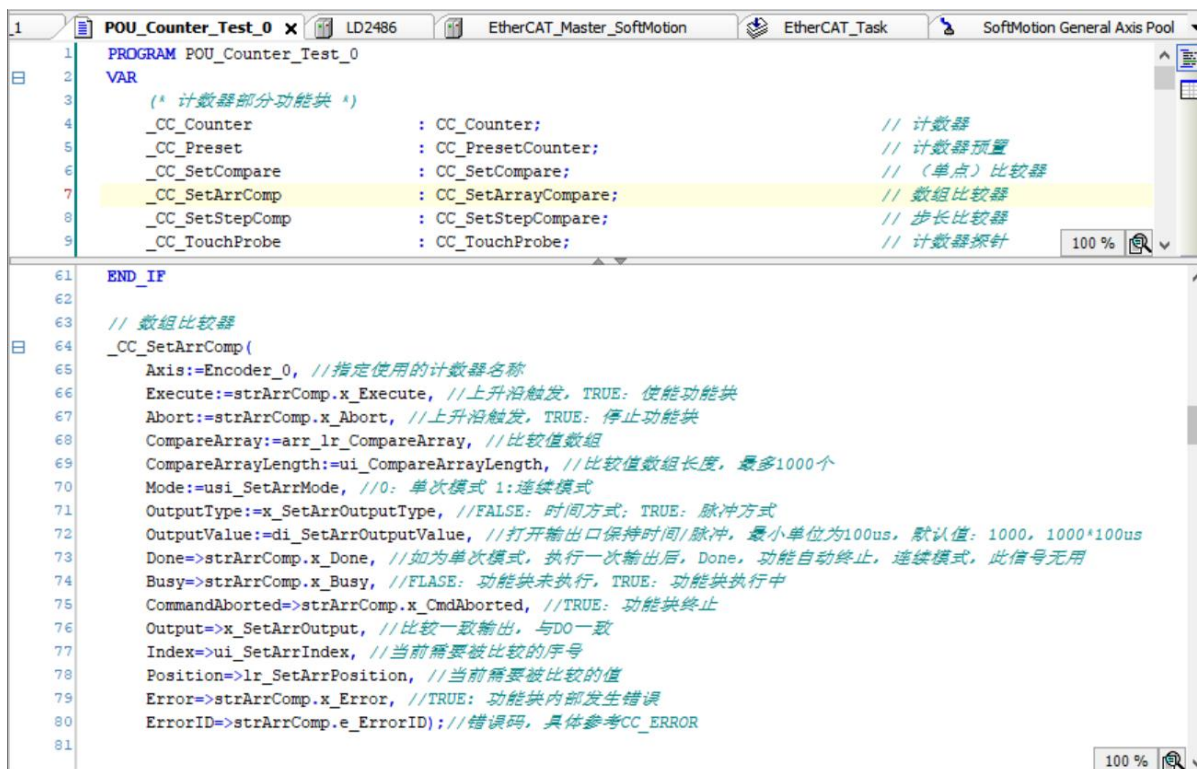 _1 POU_Counter_Test_0 X LD2486 EtherCAT_Master_SoftMotion EtherCAT_Task SoftMotion General Axis Pool
1 PROGRAM POU_Counter_Test_0
2 VAR
3 (* 计数器部分功能块 *)
4 _CC_Counter : CC_Counter; // 计数器
5 _CC_Preset : CC_PresetCounter; // 计数器预置
6 _CC_SetCompare : CC_SetCompare; // （单点）比较器
7 _CC_SetArrComp : CC_SetArrayCompare; // 数组比较器
8 _CC_SetStepComp : CC_SetStepCompare; // 步长比较器
9 _CC_TouchProbe : CC_TouchProbe; // 计数器探针
100 %
61 END_IF
62
63 // 数组比较器
64 _CC_SetArrComp(
65 Axis:=Encoder_0, //指定使用的计数器名称
66 Execute:=strArrComp.x_Execute, //上升沿触发，TRUE：使能功能块
67 Abort:=strArrComp.x_Abort, //上升沿触发，TRUE：停止功能块
68 CompareArray:=arr_lr_CompareArray, //比较值数组
69 CompareArrayLength:=ui_CompareArrayLength, //比较值数组长度，最多1000个
70 Mode:=usi_SetArrMode, //0：单次模式 1:连续模式
71 OutputType:=x_SetArrOutputType, //FALSE：时间方式；TRUE：脉冲方式
72 OutputValue:=di_SetArrOutputValue, //打开输出口保持时间/脉冲，最小单位为100us，默认值：1000，1000*100us
73 Done=>strArrComp.x_Done, //如为单次模式，执行一次输出后，Done，功能自动终止，连续模式，此信号无用
74 Busy=>strArrComp.x_Busy, //FLASE：功能块未执行，TRUE：功能块执行中
75 CommandAborted=>strArrComp.x_CmdAborted, //TRUE：功能块终止
76 Output=>x_SetArrOutput, //比较一致输出，与DO一致
77 Index=>ui_SetArrIndex, //当前需要被比较的序号
78 Position=>lr_SetArrPosition, //当前需要被比较的值
79 Error=>strArrComp.x_Error, //TRUE: 功能块内部发生错误
80 ErrorID=>strArrComp.e_ErrorID);//错误码，具体参考CC_ERROR
81
100 %